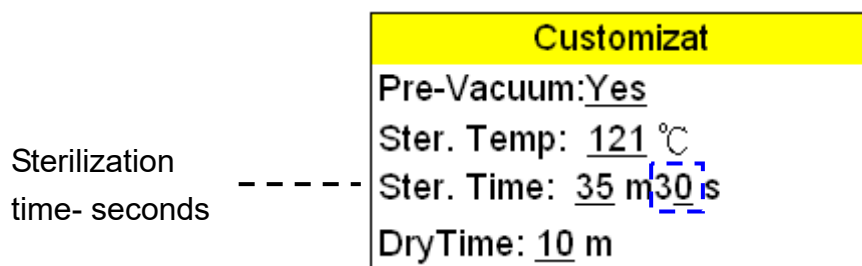 Customizat
Pre-Vacuum:Yes
Ster. Temp: 121 ℃
Sterilization
time- seconds
Ster. Time: 35 m30 s
DryTime: 10 m